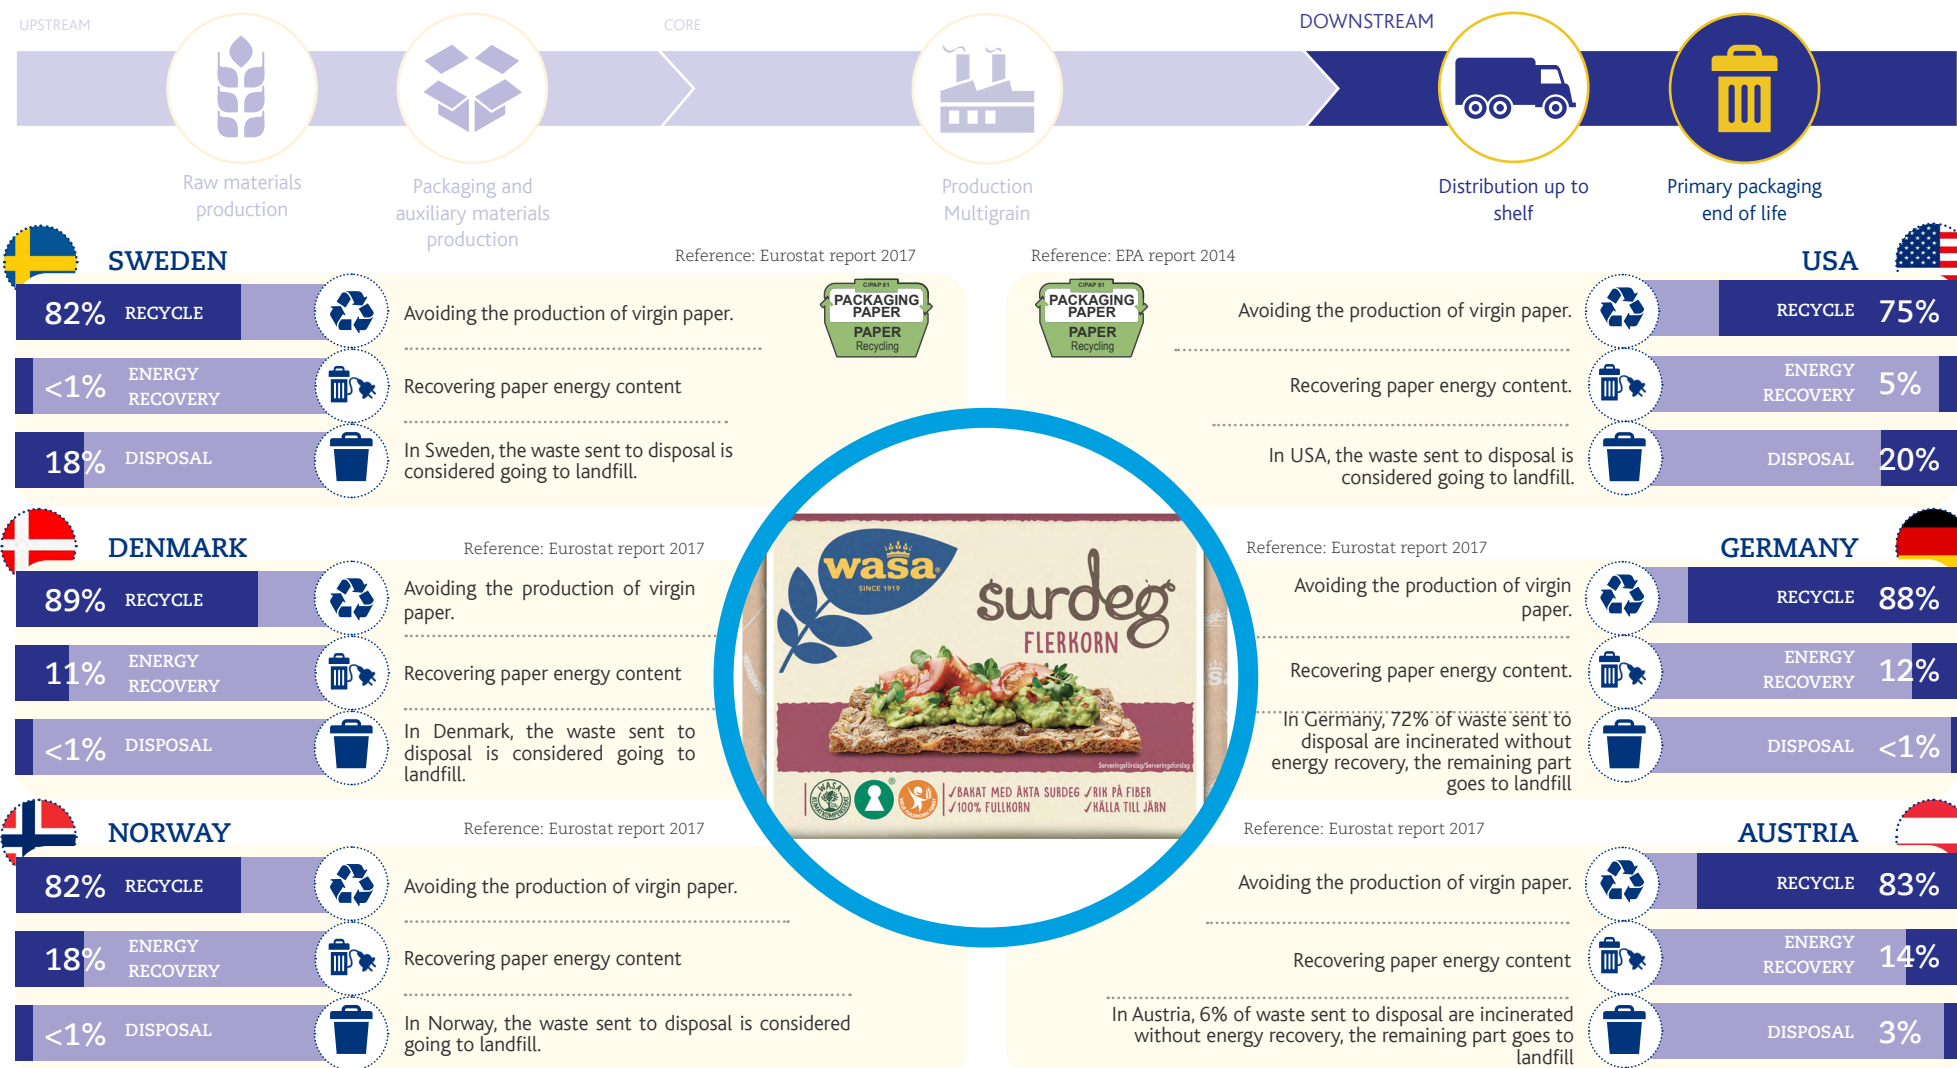 UPSTREAM
CORE
DOWNSTREAM
Raw materials
production
Packaging and
auxiliary materials
production
Production
Multigrain
Distribution up to
shelf
Primary packaging
end of life
SWEDEN
Reference: Eurostat report 2017
C/PAP 81
PACKAGING
PAPER
PAPER
Recycling
82% RECYCLE
Avoiding the production of virgin paper.
<1% ENERGY
RECOVERY
Recovering paper energy content
18% DISPOSAL
In Sweden, the waste sent to disposal is
considered going to landfill.
Reference: EPA report 2014
USA
C/PAP 81
PACKAGING
PAPER
PAPER
Recycling
Avoiding the production of virgin paper.
RECYCLE 75%
Recovering paper energy content.
ENERGY
RECOVERY 5%
In USA, the waste sent to disposal is
considered going to landfill.
DISPOSAL 20%
DENMARK
Reference: Eurostat report 2017
89% RECYCLE
Avoiding the production of virgin
paper.
11% ENERGY
RECOVERY
Recovering paper energy content
<1% DISPOSAL
In Denmark, the waste sent to
disposal is considered going to
landfill.
wasa
SINCE 1919
surdeg
FLERKORN
Serveringsförslag/Serveringsforslag
WASA
✓BAKAT MED ÄKTA SURDEG ✓RIK PÅ FIBER
✓100% FULLKORN ✓KÄLLA TILL JÄRN
Reference: Eurostat report 2017
GERMANY
Avoiding the production of virgin
paper.
RECYCLE 88%
Recovering paper energy content.
ENERGY
RECOVERY 12%
In Germany, 72% of waste sent to
disposal are incinerated without
energy recovery, the remaining part
goes to landfill
DISPOSAL <1%
NORWAY
Reference: Eurostat report 2017
82% RECYCLE
Avoiding the production of virgin paper.
18% ENERGY
RECOVERY
Recovering paper energy content
<1% DISPOSAL
In Norway, the waste sent to disposal is considered
going to landfill.
Reference: Eurostat report 2017
AUSTRIA
Avoiding the production of virgin paper.
RECYCLE 83%
Recovering paper energy content
ENERGY
RECOVERY 14%
In Austria, 6% of waste sent to disposal are incinerated
without energy recovery, the remaining part goes to
landfill
DISPOSAL 3%